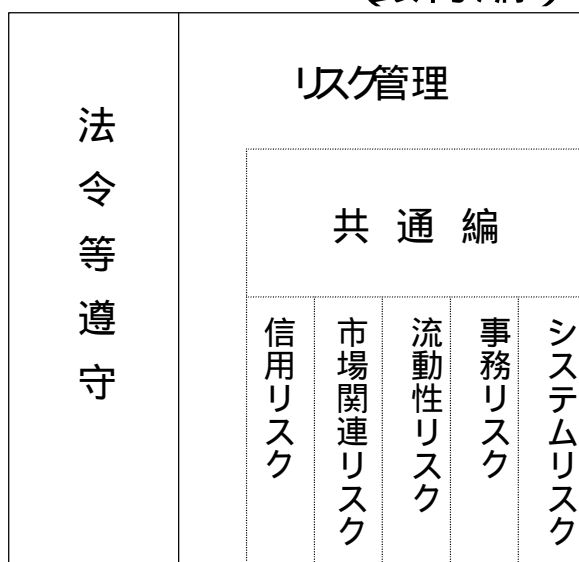 法令等遵守
リスク管理
共通編
信用リスク
市場関連リスク
流動性リスク
事務リスク
システムリスク